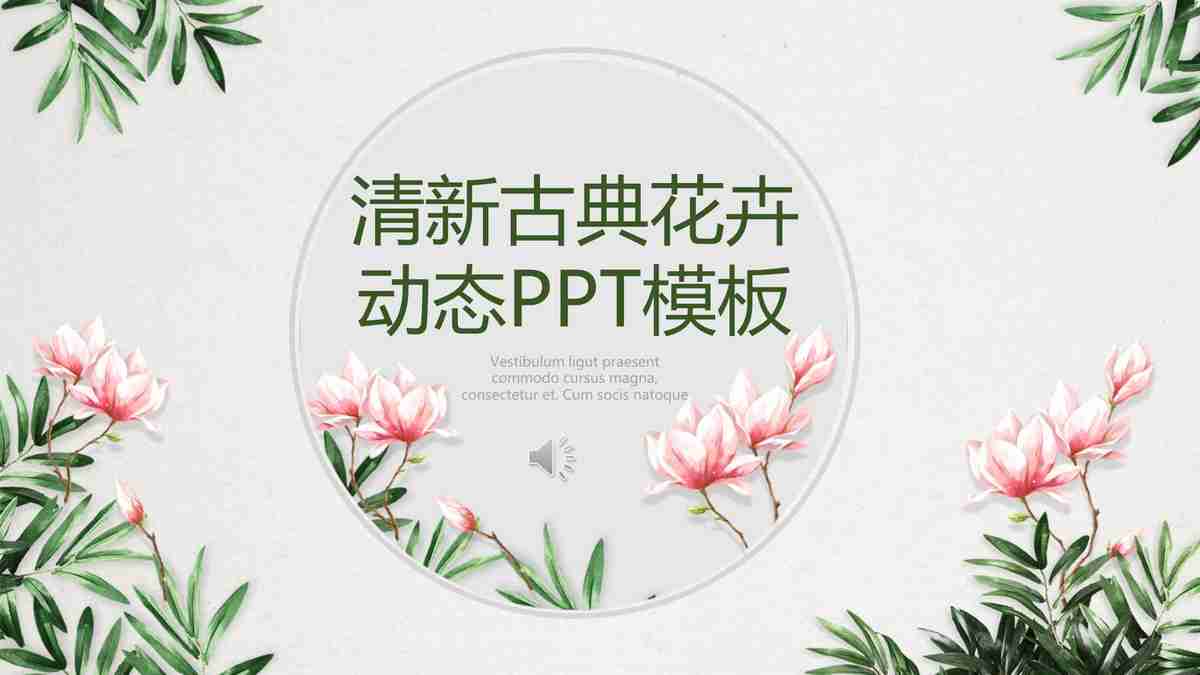 清新古典花卉
动态PPT模板
Vestibulum ligut praesent
commodo cursus magna,
consectetur et. Cum socis natoque